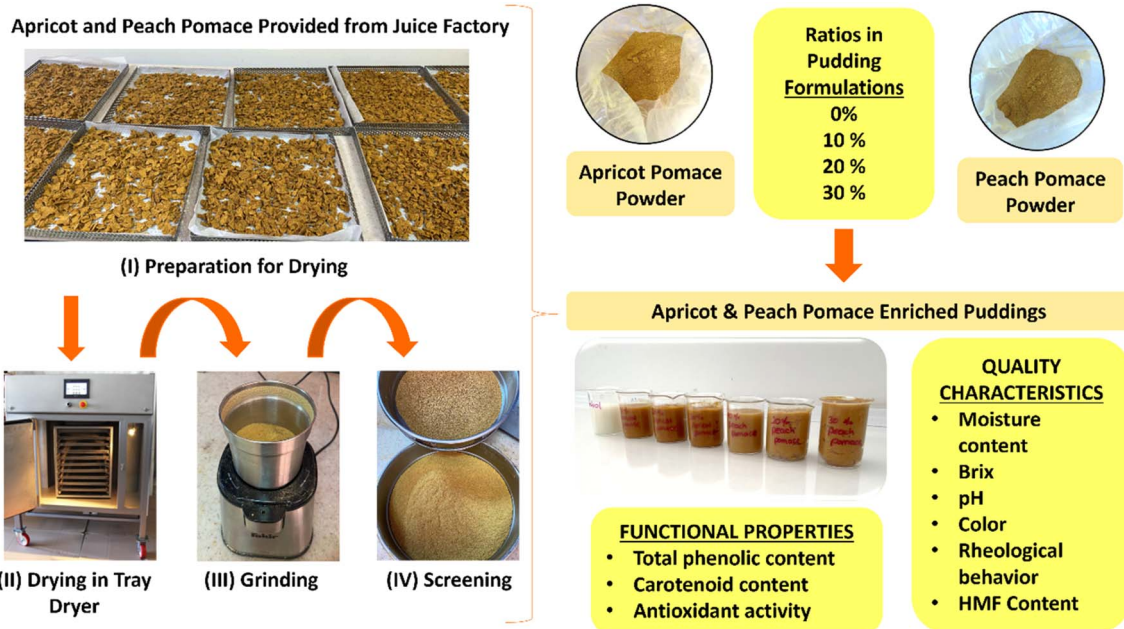 Apricot and Peach Pomace Provided from Juice Factory
(I) Preparation for Drying
(II) Drying in Tray
Dryer
(III) Grinding
(IV) Screening
Apricot Pomace
Powder
Ratios in
Pudding
Formulations
0%
10 %
20 %
30 %
Peach Pomace
Powder
Apricot & Peach Pomace Enriched Puddings
30 %
peach
pomace
FUNCTIONAL PROPERTIES
• Total phenolic content
• Carotenoid content
• Antioxidant activity
QUALITY
CHARACTERISTICS
• Moisture
content
• Brix
• pH
• Color
• Rheological
behavior
• HMF Content